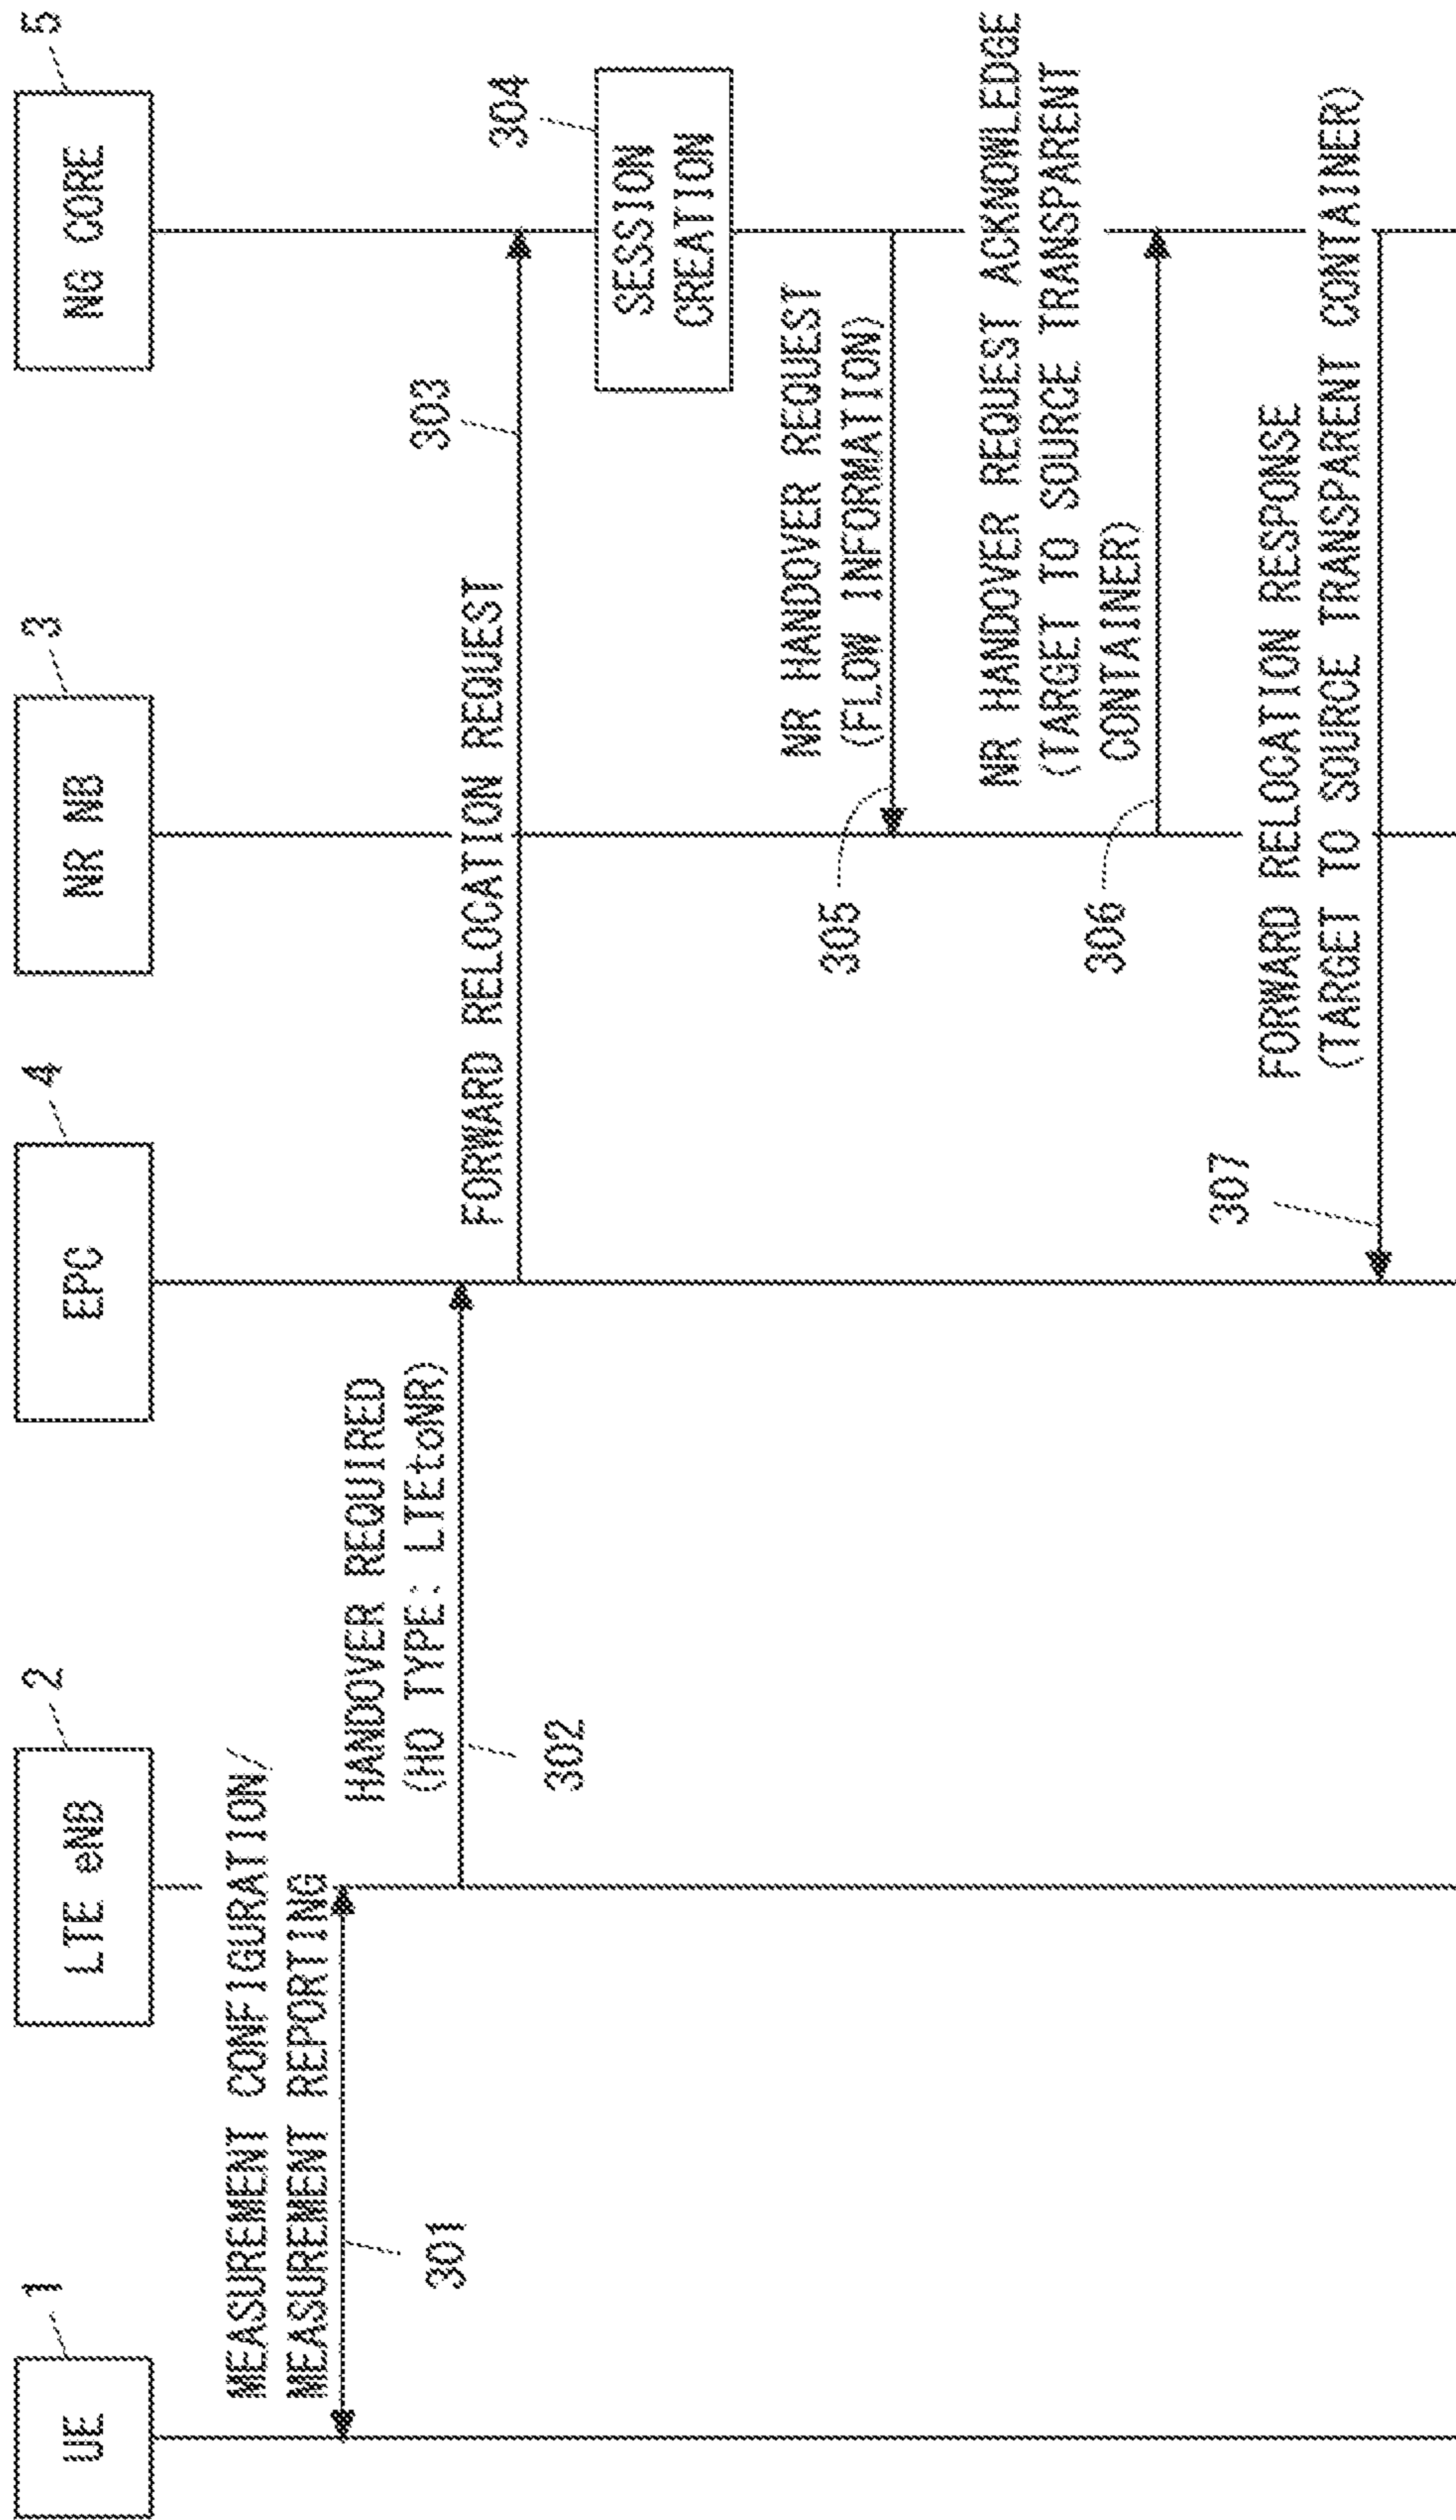 1
2
4
3
5
UE
LTE eNB
EPC
NR NB
NG CORE
MEASUREMENT CONFIGURATION/
MEASUREMENT REPORTING
301
HANDOVER REQUIRED
(HO TYPE: LTEtoNR)
302
FORWARD RELOCATION REQUEST
303
304
SESSION
CREATION
NR HANDOVER REQUEST
(FLOW INFORMATION)
305
NR HANDOVER REQUEST ACKNOWLEDGE
(TARGET TO SOURCE TRANSPARENT
CONTAINER)
306
FORWARD RELOCATION RESPONSE
(TARGET TO SOURCE TRANSPARENT CONTAINER)
307